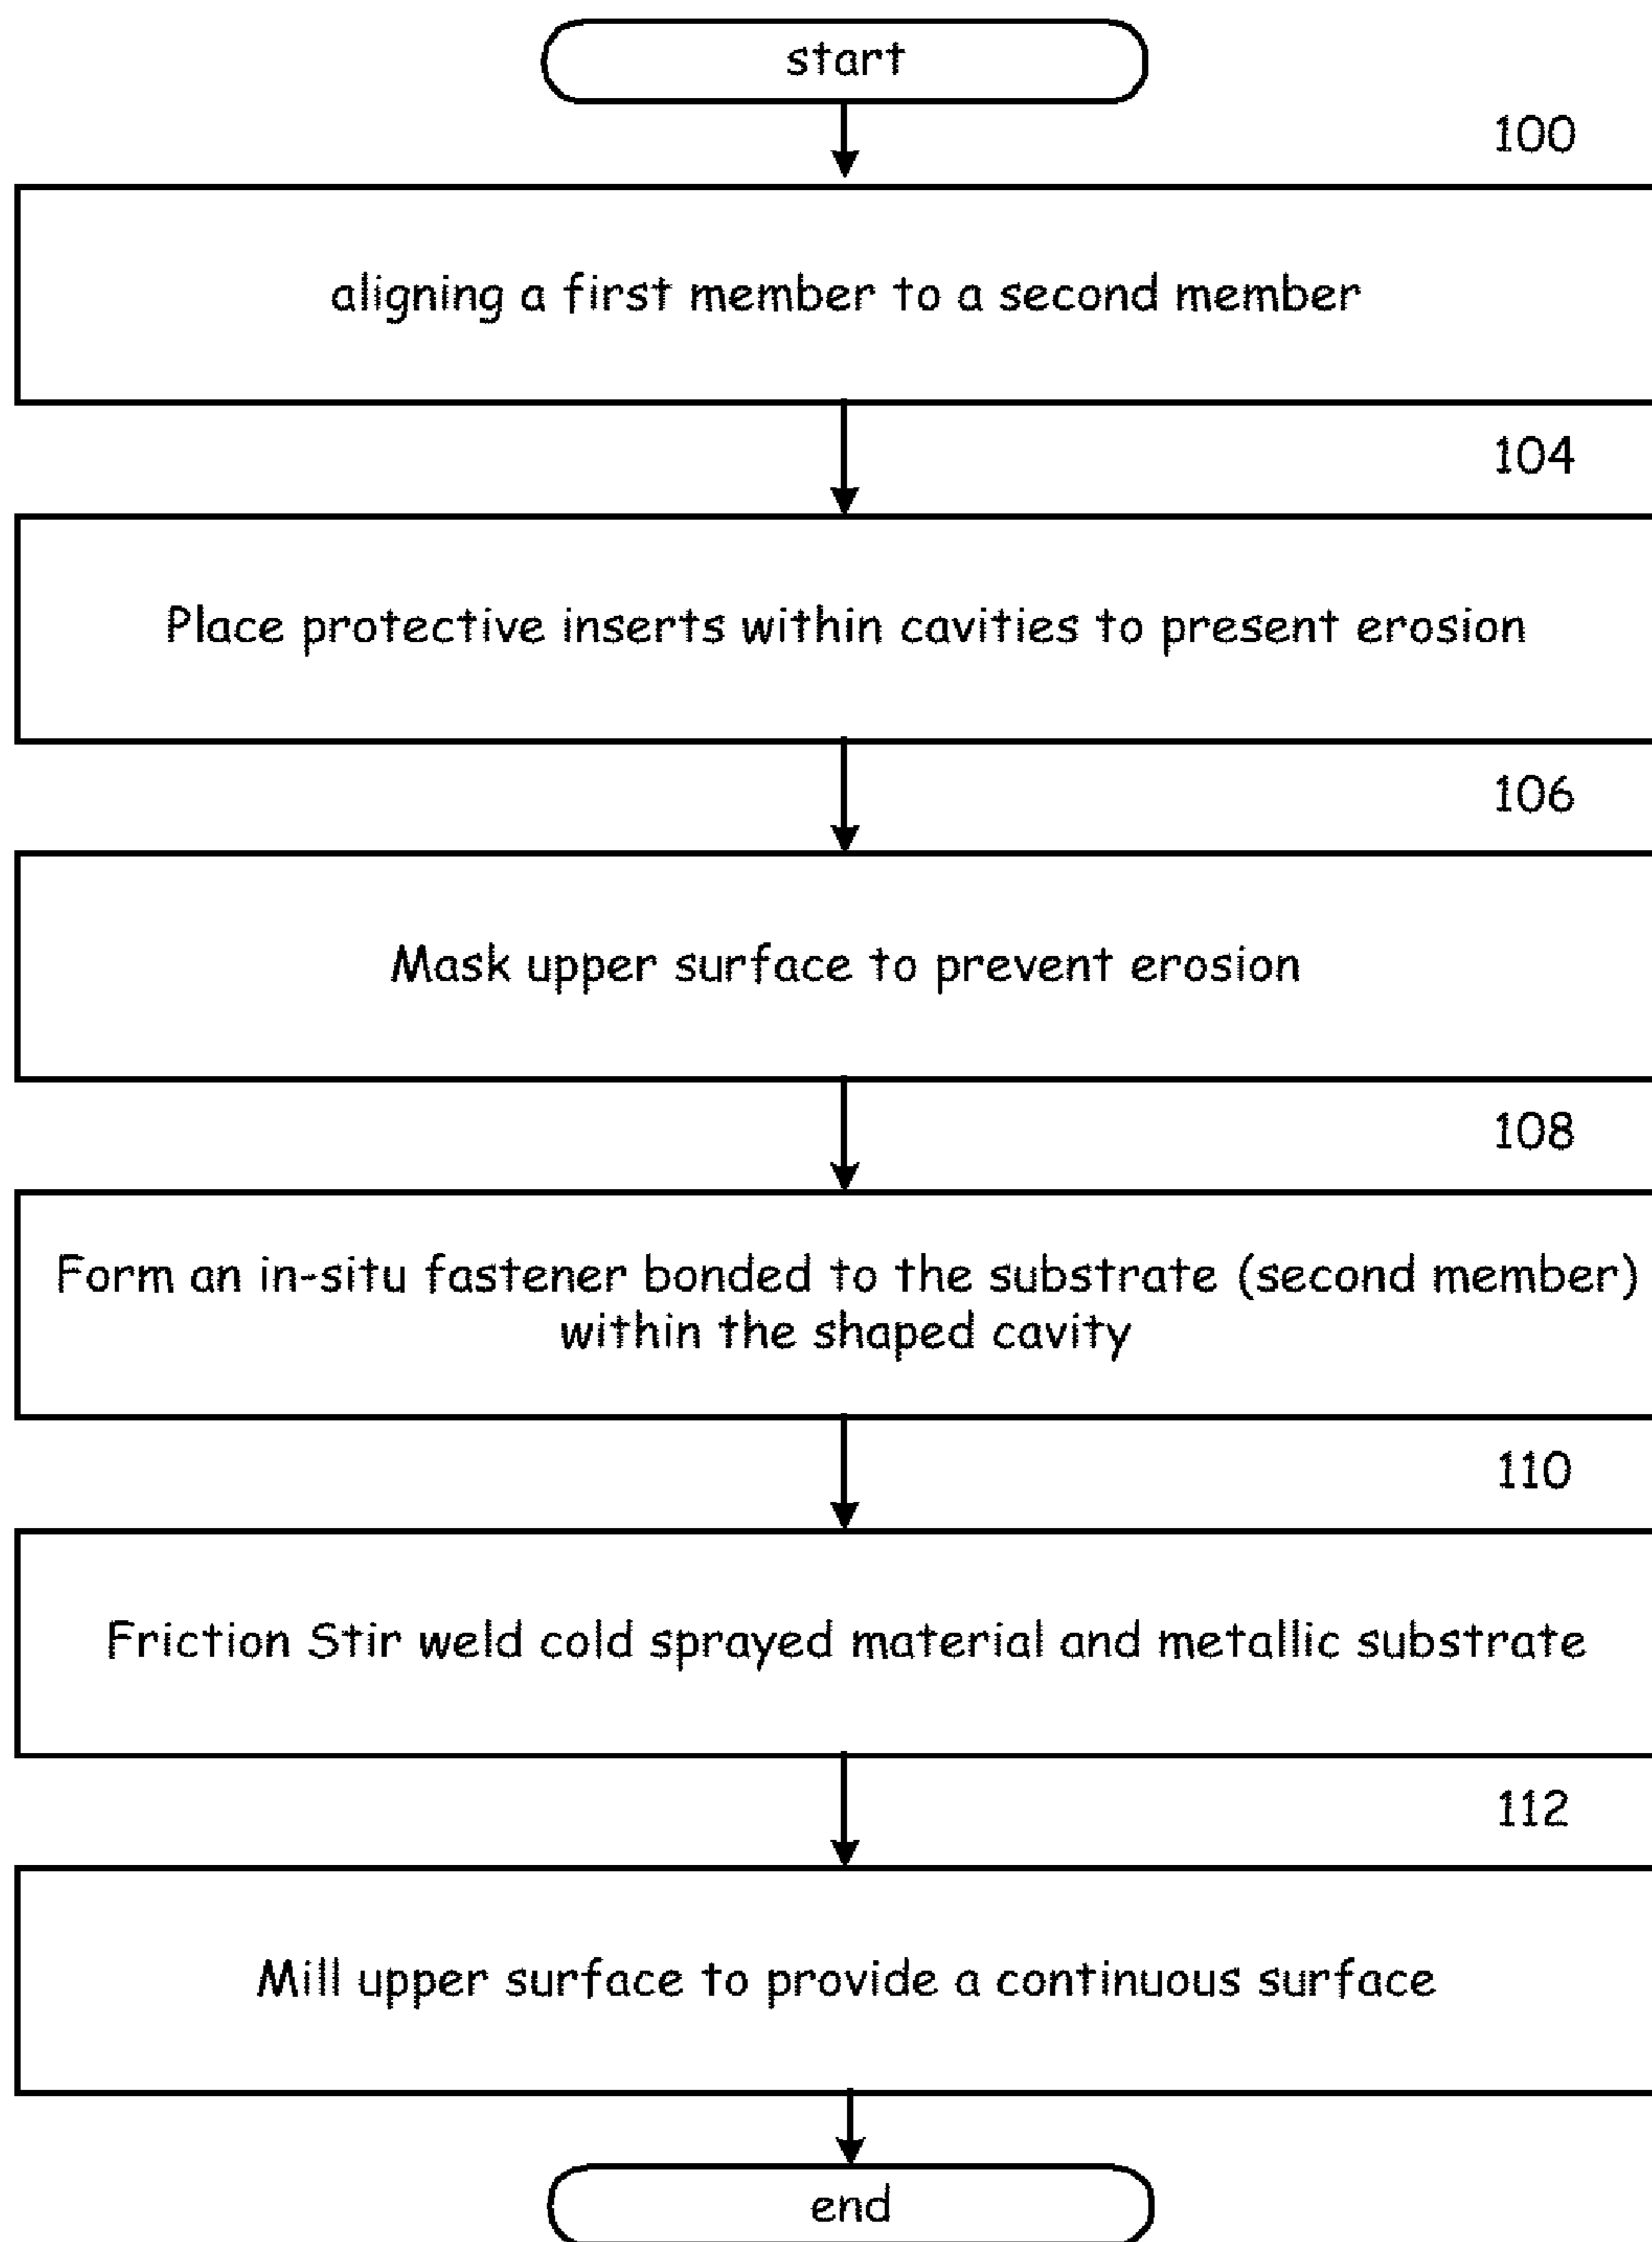 start
100
aligning a first member to a second member
104
Place protective inserts within cavities to present erosion
106
Mask upper surface to prevent erosion
108
Form an in-situ fastener bonded to the substrate (second member)
within the shaped cavity
110
Friction Stir weld cold sprayed material and metallic substrate
112
Mill upper surface to provide a continuous surface
end